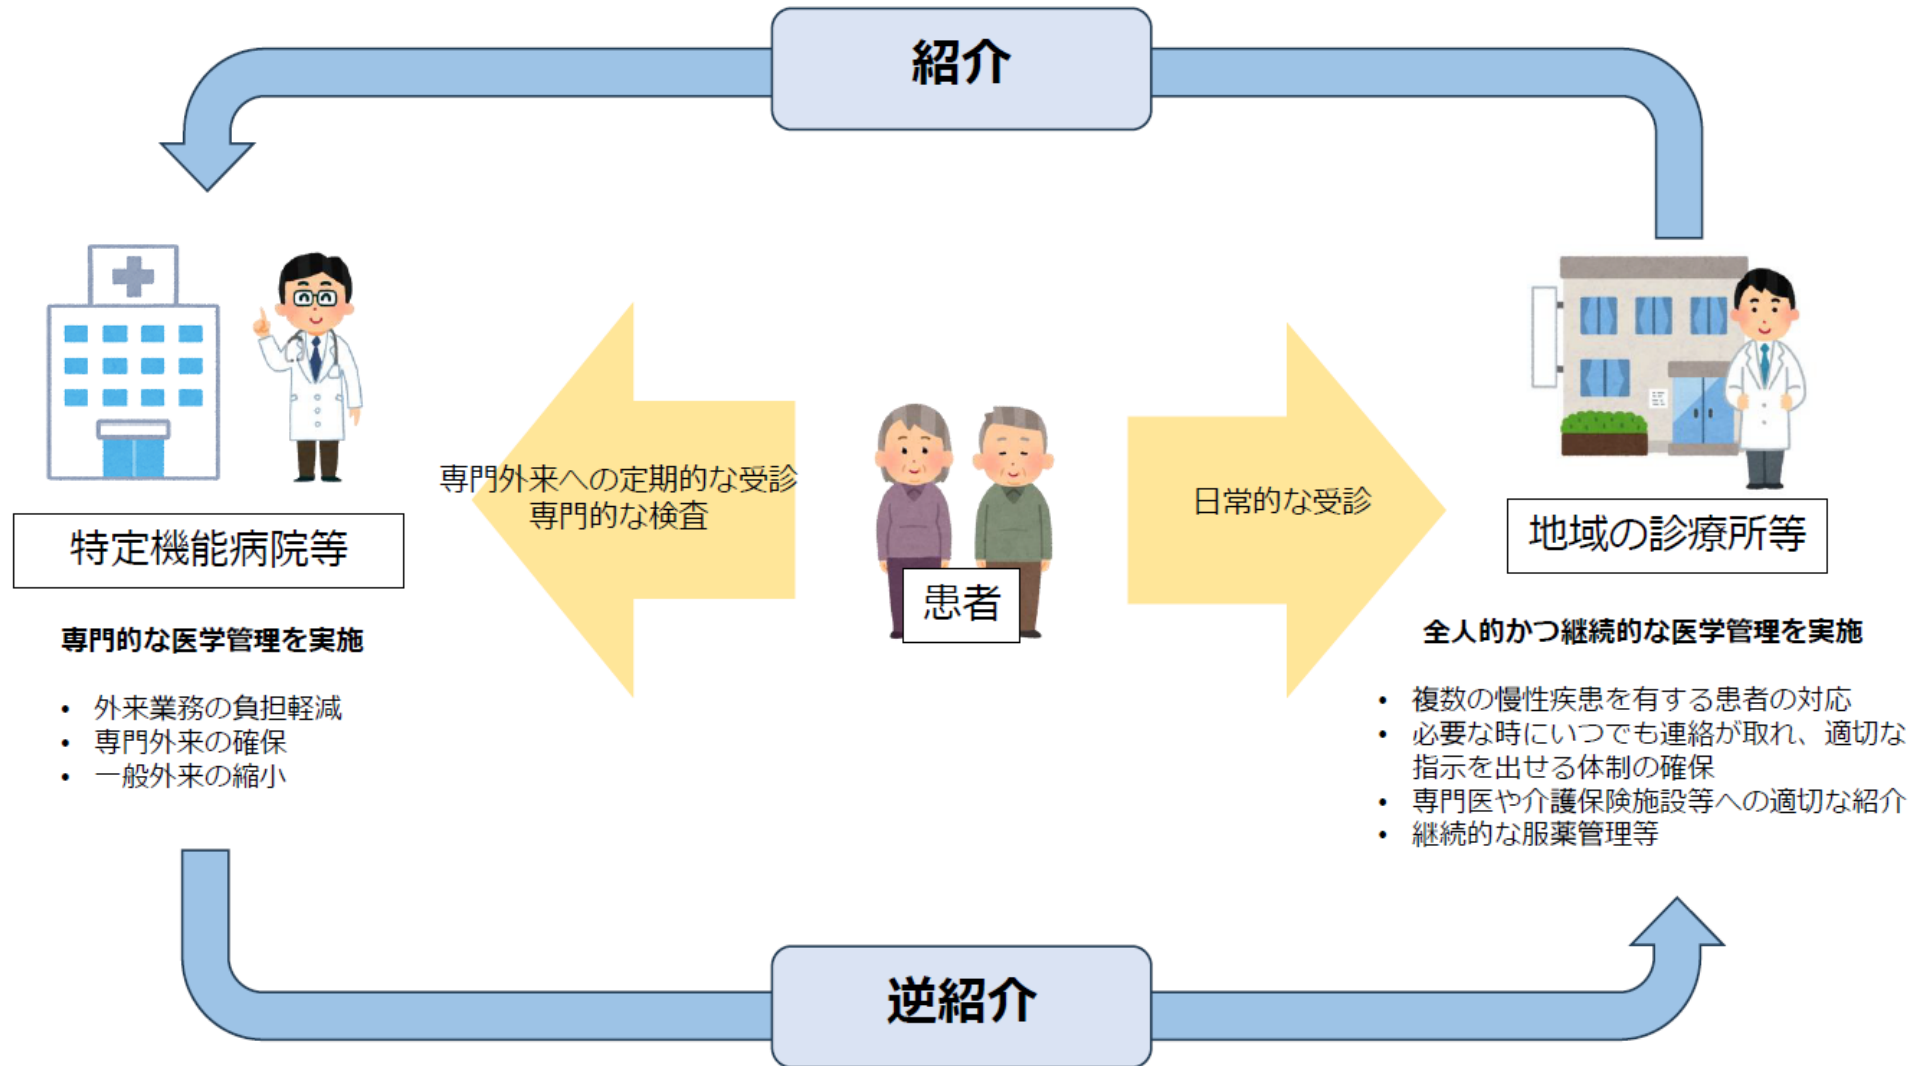 紹介
専門外来への定期的な受診
専門的な検査
日常的な受診
患者
特定機能病院等
専門的な医学管理を実施
• 外来業務の負担軽減
• 専門外来の確保
• 一般外来の縮小
地域の診療所等
全人的かつ継続的な医学管理を実施
• 複数の慢性疾患を有する患者の対応
• 必要な時にいつでも連絡が取れ、適切な
指示を出せる体制の確保
• 専門医や介護保険施設等への適切な紹介
• 継続的な服薬管理等
逆紹介